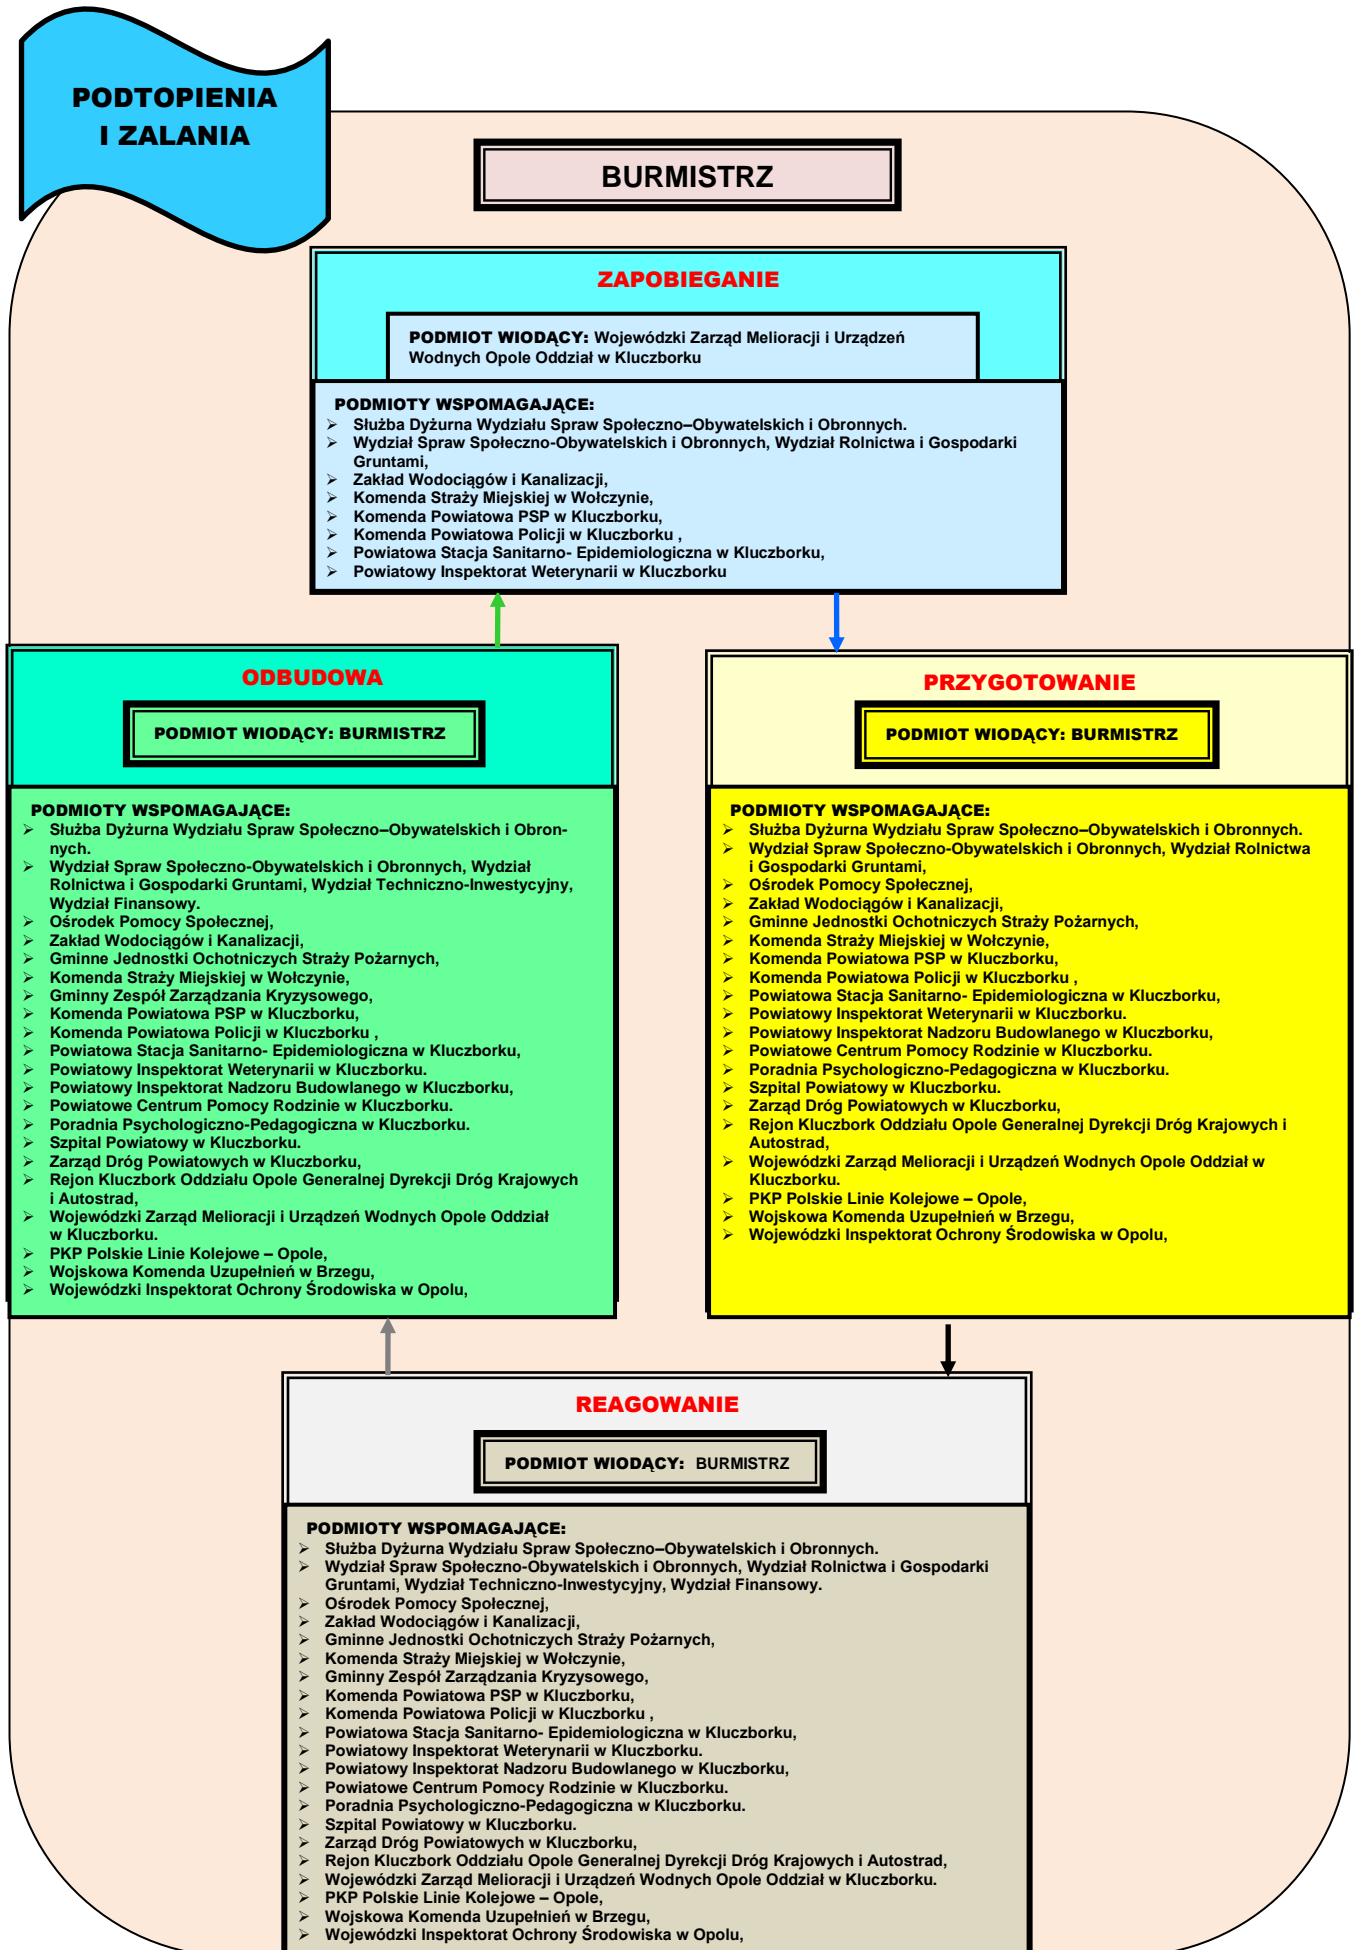 PODTOPIENIA
I ZALANIA
BURMISTRZ
ZAPOBIEGANIE
PODMIOT WIODĄCY: Wojewódzki Zarząd Melioracji i Urządzeń
Wodnych Opole Oddział w Kluczborku
PODMIOTY WSPOMAGAJĄCE:
➢ Służba Dyżurna Wydziału Spraw Społeczno–Obywatelskich i Obronnych.
➢ Wydział Spraw Społeczno-Obywatelskich i Obronnych, Wydział Rolnictwa i Gospodarki
Gruntami,
➢ Zakład Wodociągów i Kanalizacji,
➢ Komenda Straży Miejskiej w Wołczynie,
➢ Komenda Powiatowa PSP w Kluczborku,
➢ Komenda Powiatowa Policji w Kluczborku ,
➢ Powiatowa Stacja Sanitarno- Epidemiologiczna w Kluczborku,
➢ Powiatowy Inspektorat Weterynarii w Kluczborku
ODBUDOWA
PODMIOT WIODĄCY: BURMISTRZ
PODMIOTY WSPOMAGAJĄCE:
➢ Służba Dyżurna Wydziału Spraw Społeczno–Obywatelskich i Obron-
nych.
➢ Wydział Spraw Społeczno-Obywatelskich i Obronnych, Wydział
Rolnictwa i Gospodarki Gruntami, Wydział Techniczno-Inwestycyjny,
Wydział Finansowy.
➢ Ośrodek Pomocy Społecznej,
➢ Zakład Wodociągów i Kanalizacji,
➢ Gminne Jednostki Ochotniczych Straży Pożarnych,
➢ Komenda Straży Miejskiej w Wołczynie,
➢ Gminny Zespół Zarządzania Kryzysowego,
➢ Komenda Powiatowa PSP w Kluczborku,
➢ Komenda Powiatowa Policji w Kluczborku ,
➢ Powiatowa Stacja Sanitarno- Epidemiologiczna w Kluczborku,
➢ Powiatowy Inspektorat Weterynarii w Kluczborku.
➢ Powiatowy Inspektorat Nadzoru Budowlanego w Kluczborku,
➢ Powiatowe Centrum Pomocy Rodzinie w Kluczborku.
➢ Poradnia Psychologiczno-Pedagogiczna w Kluczborku.
➢ Szpital Powiatowy w Kluczborku.
➢ Zarząd Dróg Powiatowych w Kluczborku,
➢ Rejon Kluczbork Oddziału Opole Generalnej Dyrekcji Dróg Krajowych
i Autostrad,
➢ Wojewódzki Zarząd Melioracji i Urządzeń Wodnych Opole Oddział
w Kluczborku.
➢ PKP Polskie Linie Kolejowe – Opole,
➢ Wojskowa Komenda Uzupełnień w Brzegu,
➢ Wojewódzki Inspektorat Ochrony Środowiska w Opolu,
PRZYGOTOWANIE
PODMIOT WIODĄCY: BURMISTRZ
PODMIOTY WSPOMAGAJĄCE:
➢ Służba Dyżurna Wydziału Spraw Społeczno–Obywatelskich i Obronnych.
➢ Wydział Spraw Społeczno-Obywatelskich i Obronnych, Wydział Rolnictwa
i Gospodarki Gruntami,
➢ Ośrodek Pomocy Społecznej,
➢ Zakład Wodociągów i Kanalizacji,
➢ Gminne Jednostki Ochotniczych Straży Pożarnych,
➢ Komenda Straży Miejskiej w Wołczynie,
➢ Komenda Powiatowa PSP w Kluczborku,
➢ Komenda Powiatowa Policji w Kluczborku ,
➢ Powiatowa Stacja Sanitarno- Epidemiologiczna w Kluczborku,
➢ Powiatowy Inspektorat Weterynarii w Kluczborku.
➢ Powiatowy Inspektorat Nadzoru Budowlanego w Kluczborku,
➢ Powiatowe Centrum Pomocy Rodzinie w Kluczborku.
➢ Poradnia Psychologiczno-Pedagogiczna w Kluczborku.
➢ Szpital Powiatowy w Kluczborku.
➢ Zarząd Dróg Powiatowych w Kluczborku,
➢ Rejon Kluczbork Oddziału Opole Generalnej Dyrekcji Dróg Krajowych i
Autostrad,
➢ Wojewódzki Zarząd Melioracji i Urządzeń Wodnych Opole Oddział w
Kluczborku.
➢ PKP Polskie Linie Kolejowe – Opole,
➢ Wojskowa Komenda Uzupełnień w Brzegu,
➢ Wojewódzki Inspektorat Ochrony Środowiska w Opolu,
REAGOWANIE
PODMIOT WIODĄCY: BURMISTRZ
PODMIOTY WSPOMAGAJĄCE:
➢ Służba Dyżurna Wydziału Spraw Społeczno–Obywatelskich i Obronnych.
➢ Wydział Spraw Społeczno-Obywatelskich i Obronnych, Wydział Rolnictwa i Gospodarki
Gruntami, Wydział Techniczno-Inwestycyjny, Wydział Finansowy.
➢ Ośrodek Pomocy Społecznej,
➢ Zakład Wodociągów i Kanalizacji,
➢ Gminne Jednostki Ochotniczych Straży Pożarnych,
➢ Komenda Straży Miejskiej w Wołczynie,
➢ Gminny Zespół Zarządzania Kryzysowego,
➢ Komenda Powiatowa PSP w Kluczborku,
➢ Komenda Powiatowa Policji w Kluczborku ,
➢ Powiatowa Stacja Sanitarno- Epidemiologiczna w Kluczborku,
➢ Powiatowy Inspektorat Weterynarii w Kluczborku.
➢ Powiatowy Inspektorat Nadzoru Budowlanego w Kluczborku,
➢ Powiatowe Centrum Pomocy Rodzinie w Kluczborku.
➢ Poradnia Psychologiczno-Pedagogiczna w Kluczborku.
➢ Szpital Powiatowy w Kluczborku.
➢ Zarząd Dróg Powiatowych w Kluczborku,
➢ Rejon Kluczbork Oddziału Opole Generalnej Dyrekcji Dróg Krajowych i Autostrad,
➢ Wojewódzki Zarząd Melioracji i Urządzeń Wodnych Opole Oddział w Kluczborku.
➢ PKP Polskie Linie Kolejowe – Opole,
➢ Wojskowa Komenda Uzupełnień w Brzegu,
➢ Wojewódzki Inspektorat Ochrony Środowiska w Opolu,